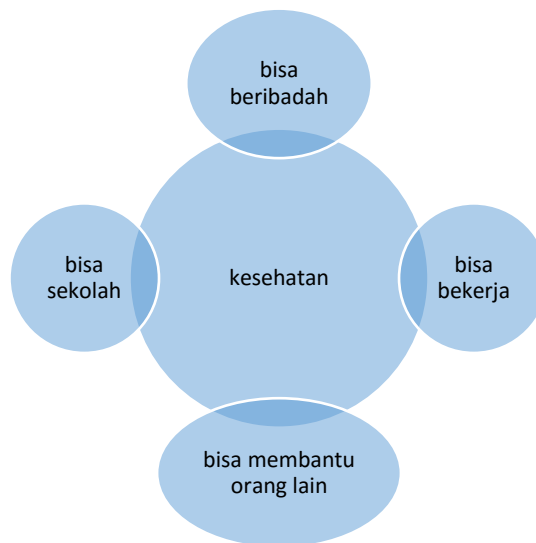 bisa
beribadah
bisa
sekolah
kesehatan
bisa
bekerja
bisa membantu
orang lain